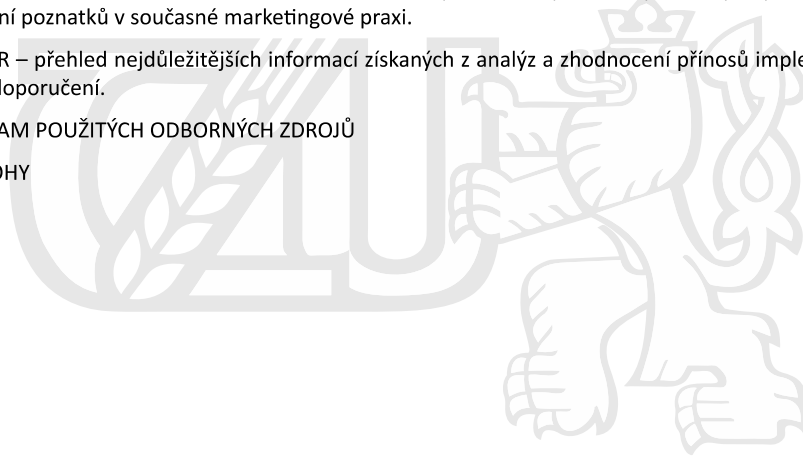 ní poznatků v současné marketingové praxi.
R – přehled nejdůležitějších informací získaných z analýz a zhodnocení přínosů imple
doporučení.
AM POUŽITÝCH ODBORNÝCH ZDROJŮ
OHY